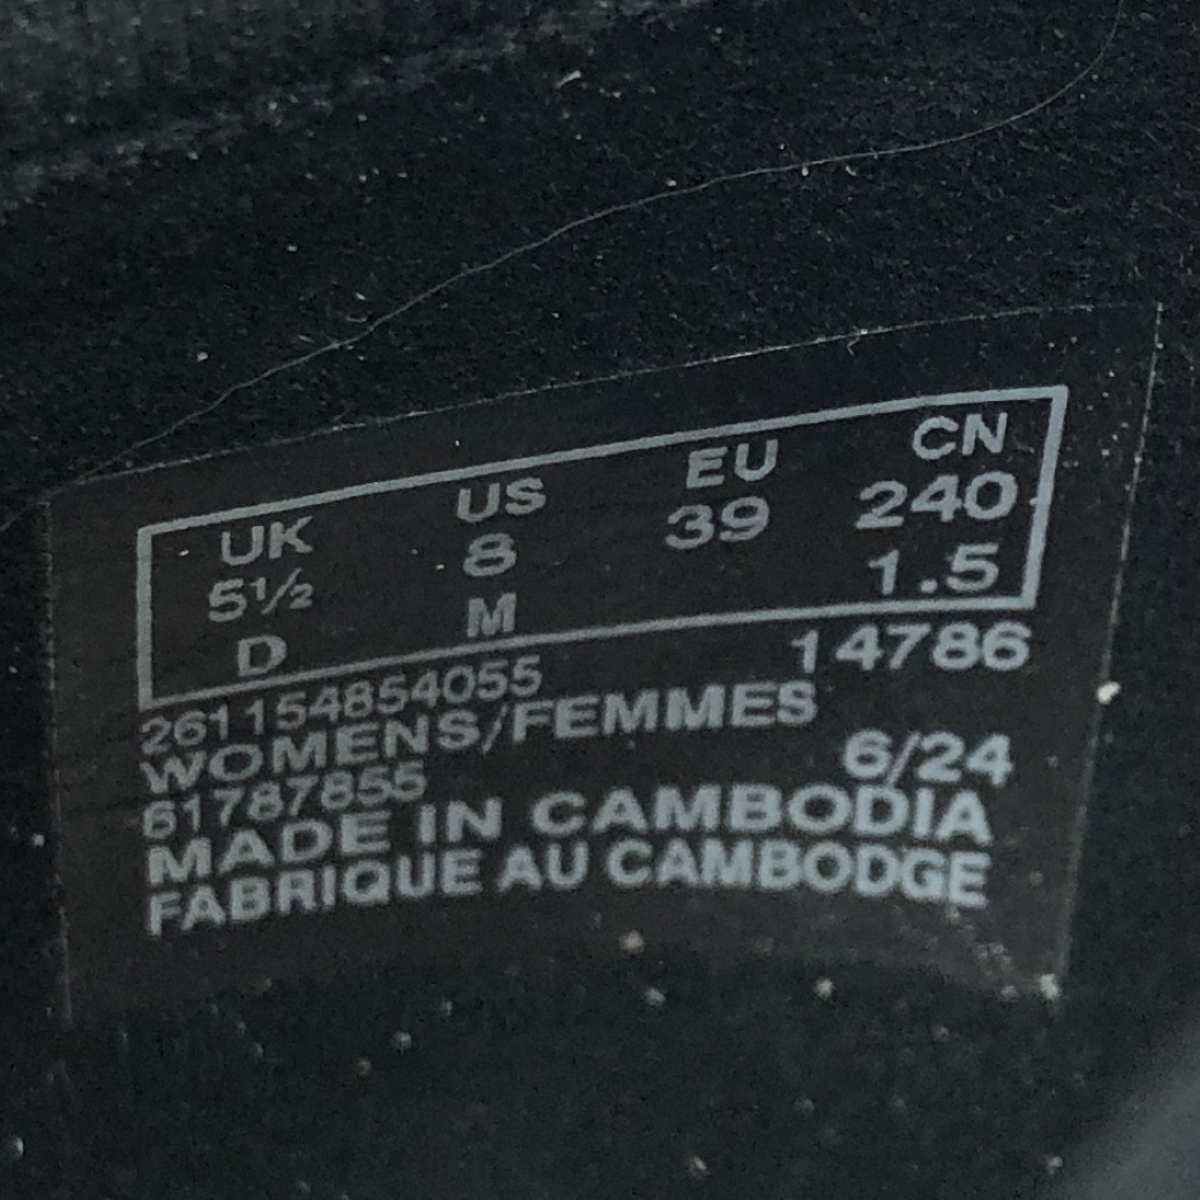 UK US EU CN
5½ 8 39 240
D M 1.5
261154854055 14786
WOMENS/FEMMES
61787855 6/24
MADE IN CAMBODIA
FABRIQUE AU CAMBODGE